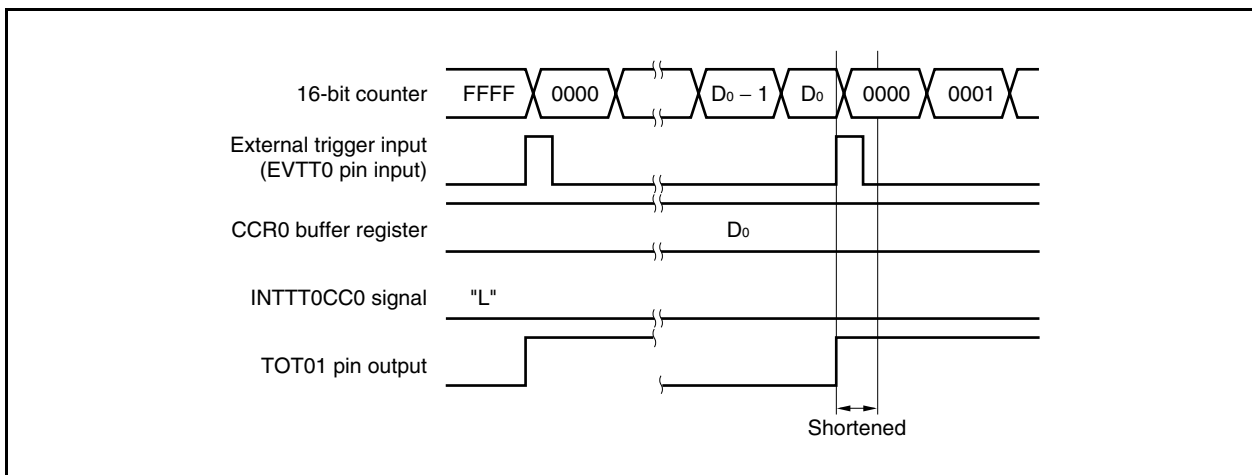 16-bit counter FFFF 0000 D₀ − 1 D₀ 0000 0001
External trigger input
(EVTT0 pin input)
CCR0 buffer register D₀
INTTT0CC0 signal "L"
TOT01 pin output
Shortened